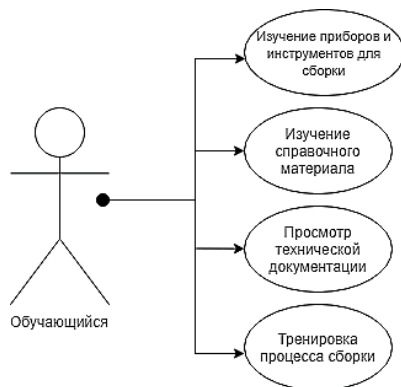 Изучение приборов и
инструментов для
сборки
Изучение
справочного
материала
Просмотр
технической
документации
Обучающийся
Тренировка
процесса сборки